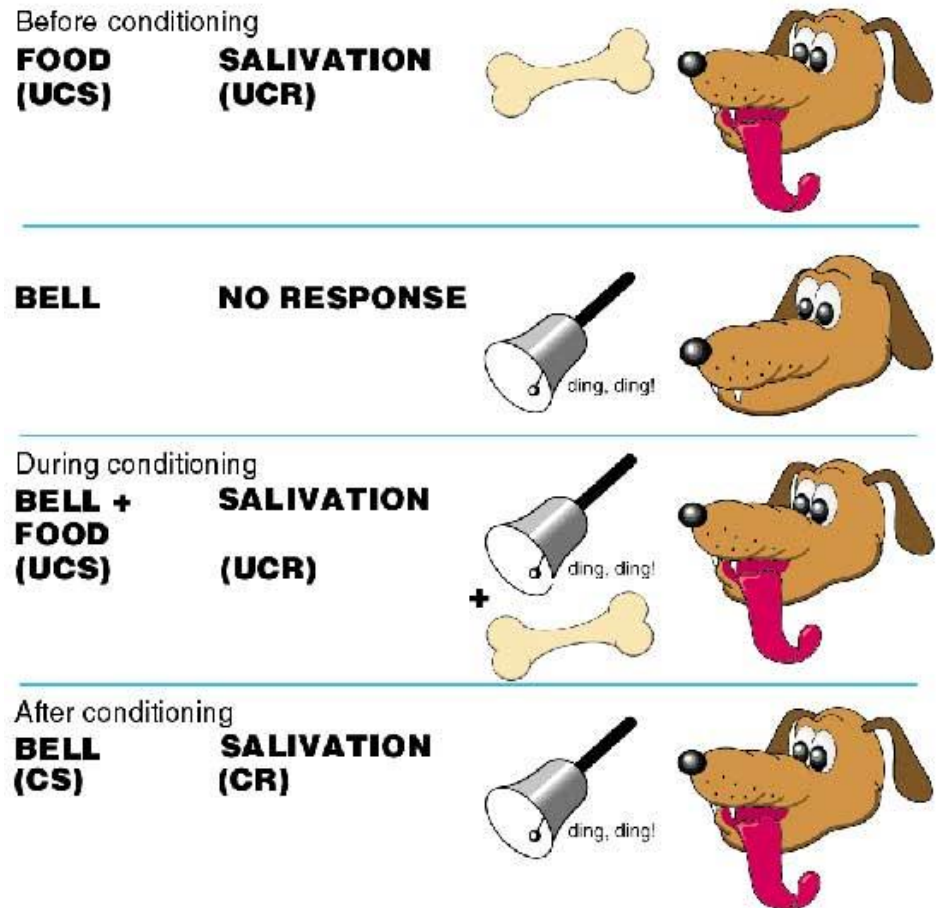 Before conditioning
FOOD SALIVATION
(UCS) (UCR)
BELL NO RESPONSE
ding, ding!
During conditioning
BELL + SALIVATION
FOOD
(UCS) (UCR)
ding, ding!
+
After conditioning
BELL SALIVATION
(CS) (CR)
ding, ding!